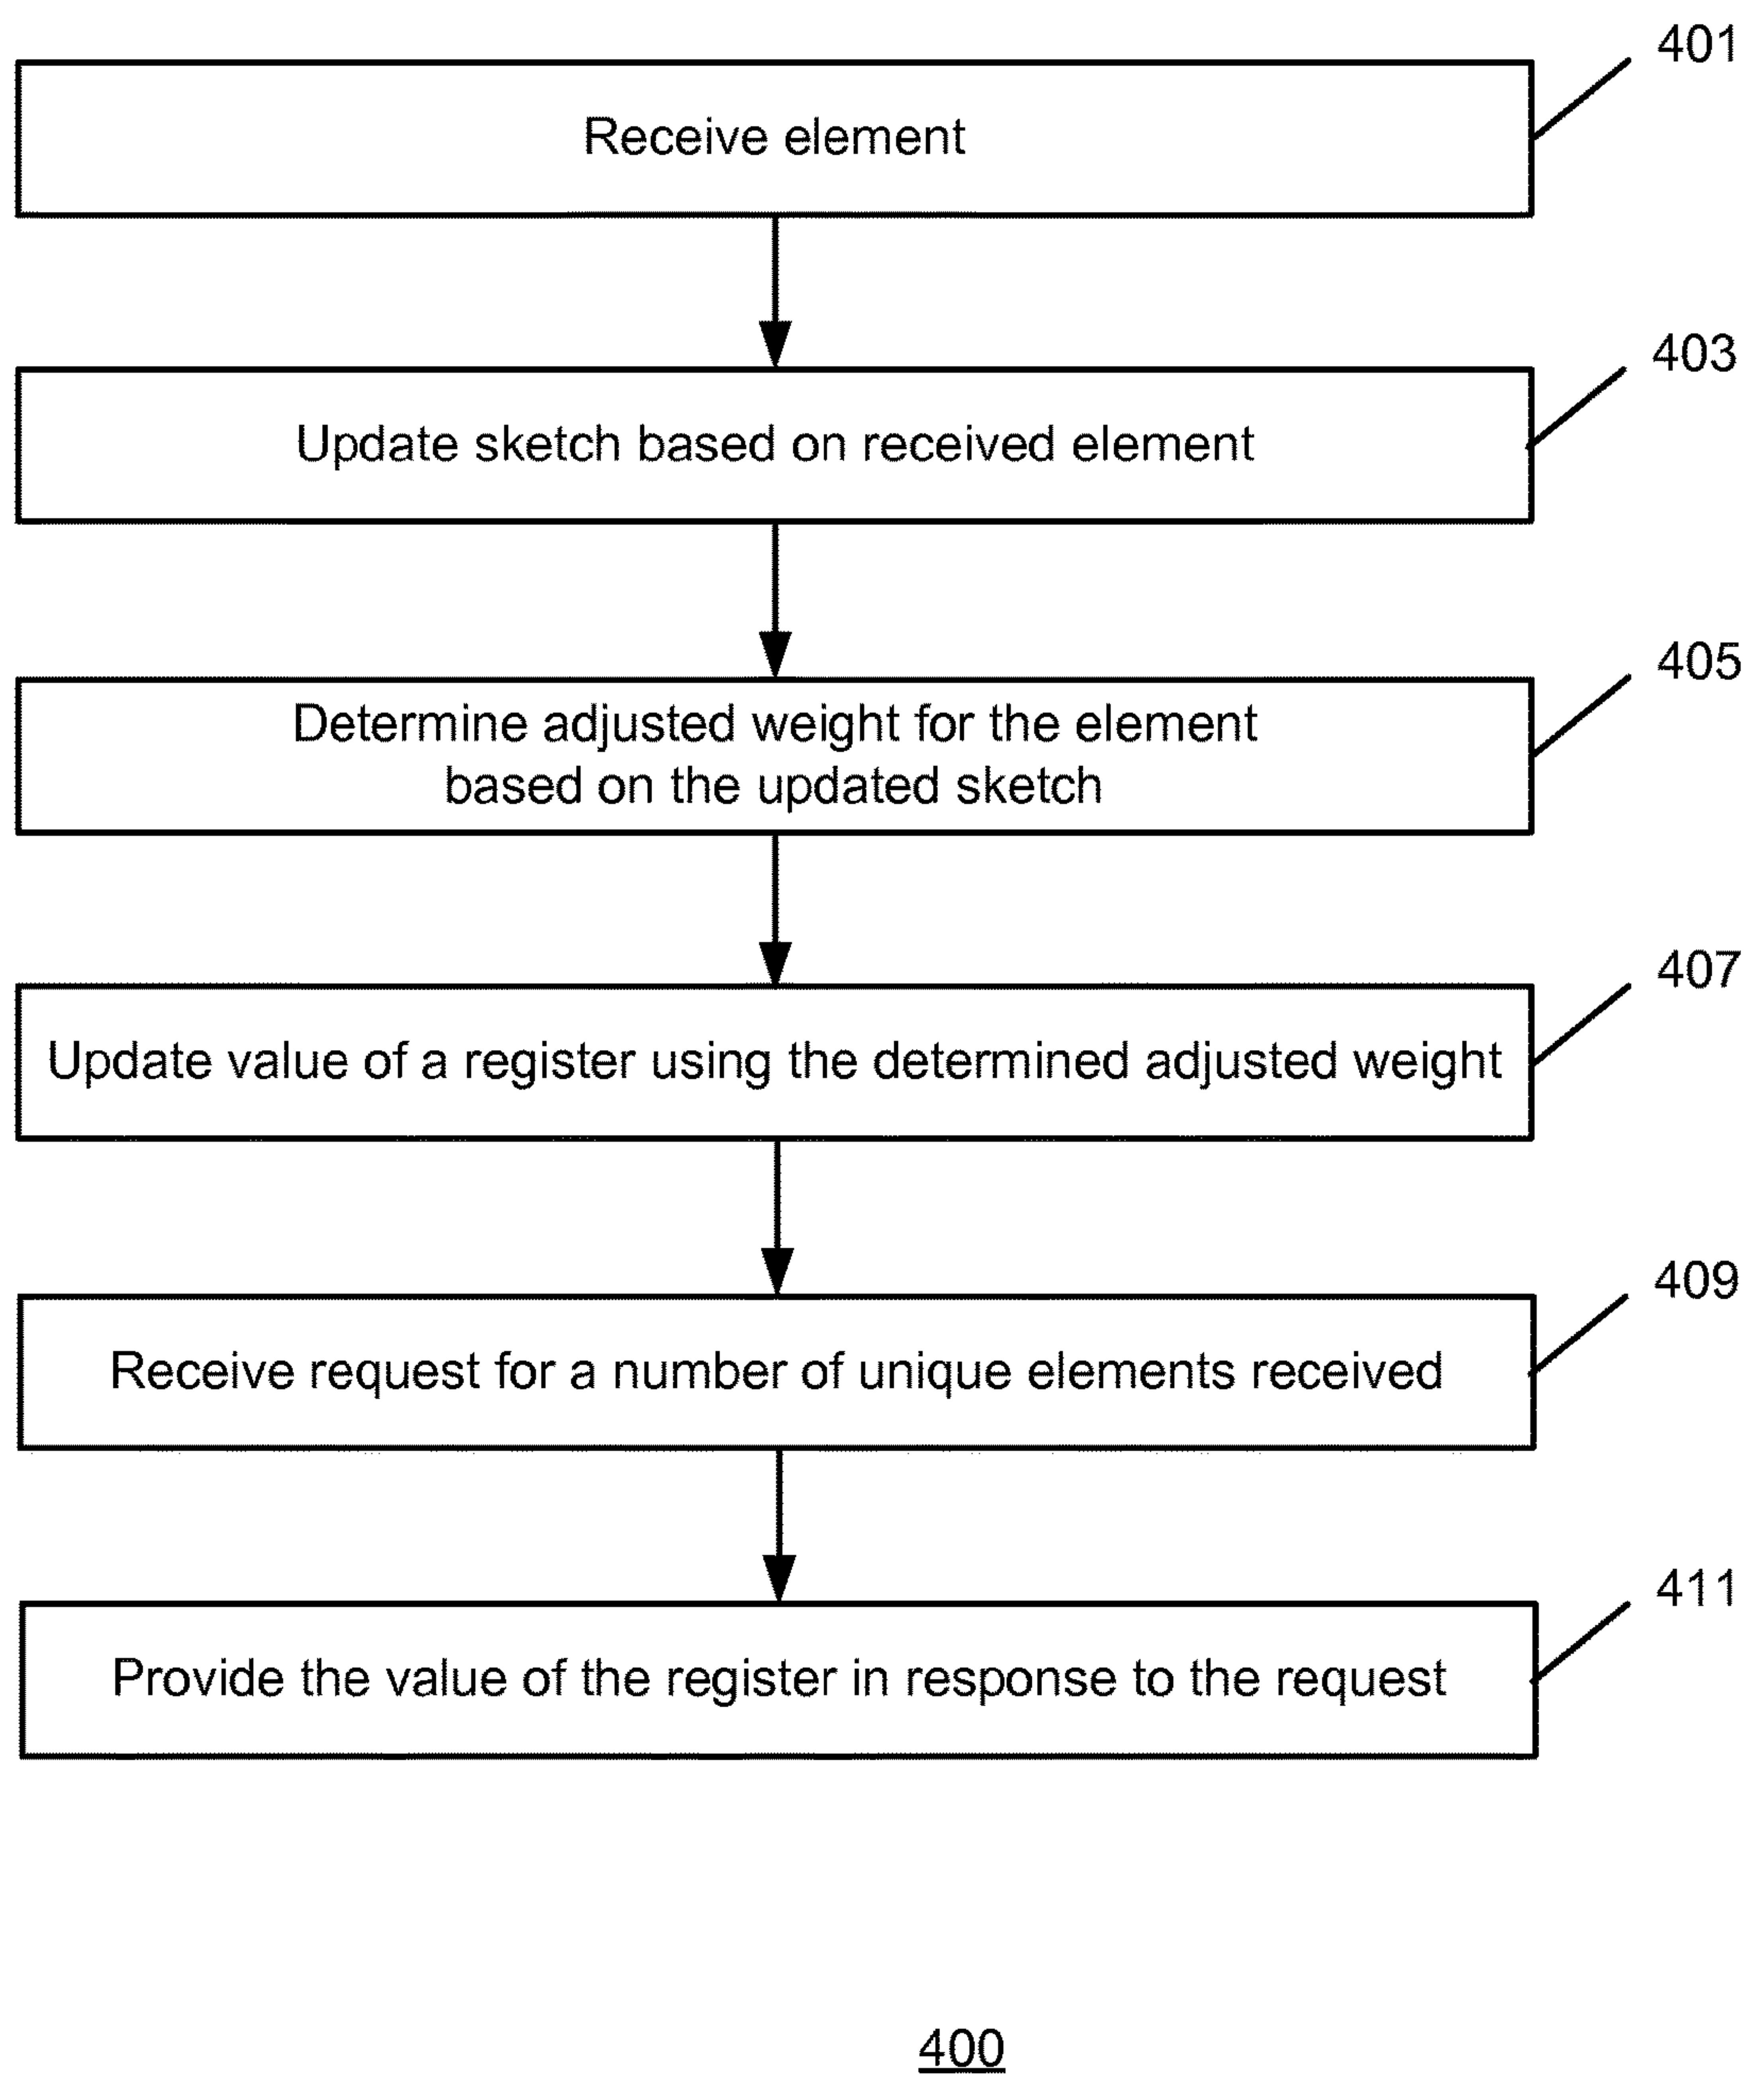 401
Receive element
403
Update sketch based on received element
405
Determine adjusted weight for the element
based on the updated sketch
407
Update value of a register using the determined adjusted weight
409
Receive request for a number of unique elements received
411
Provide the value of the register in response to the request
400